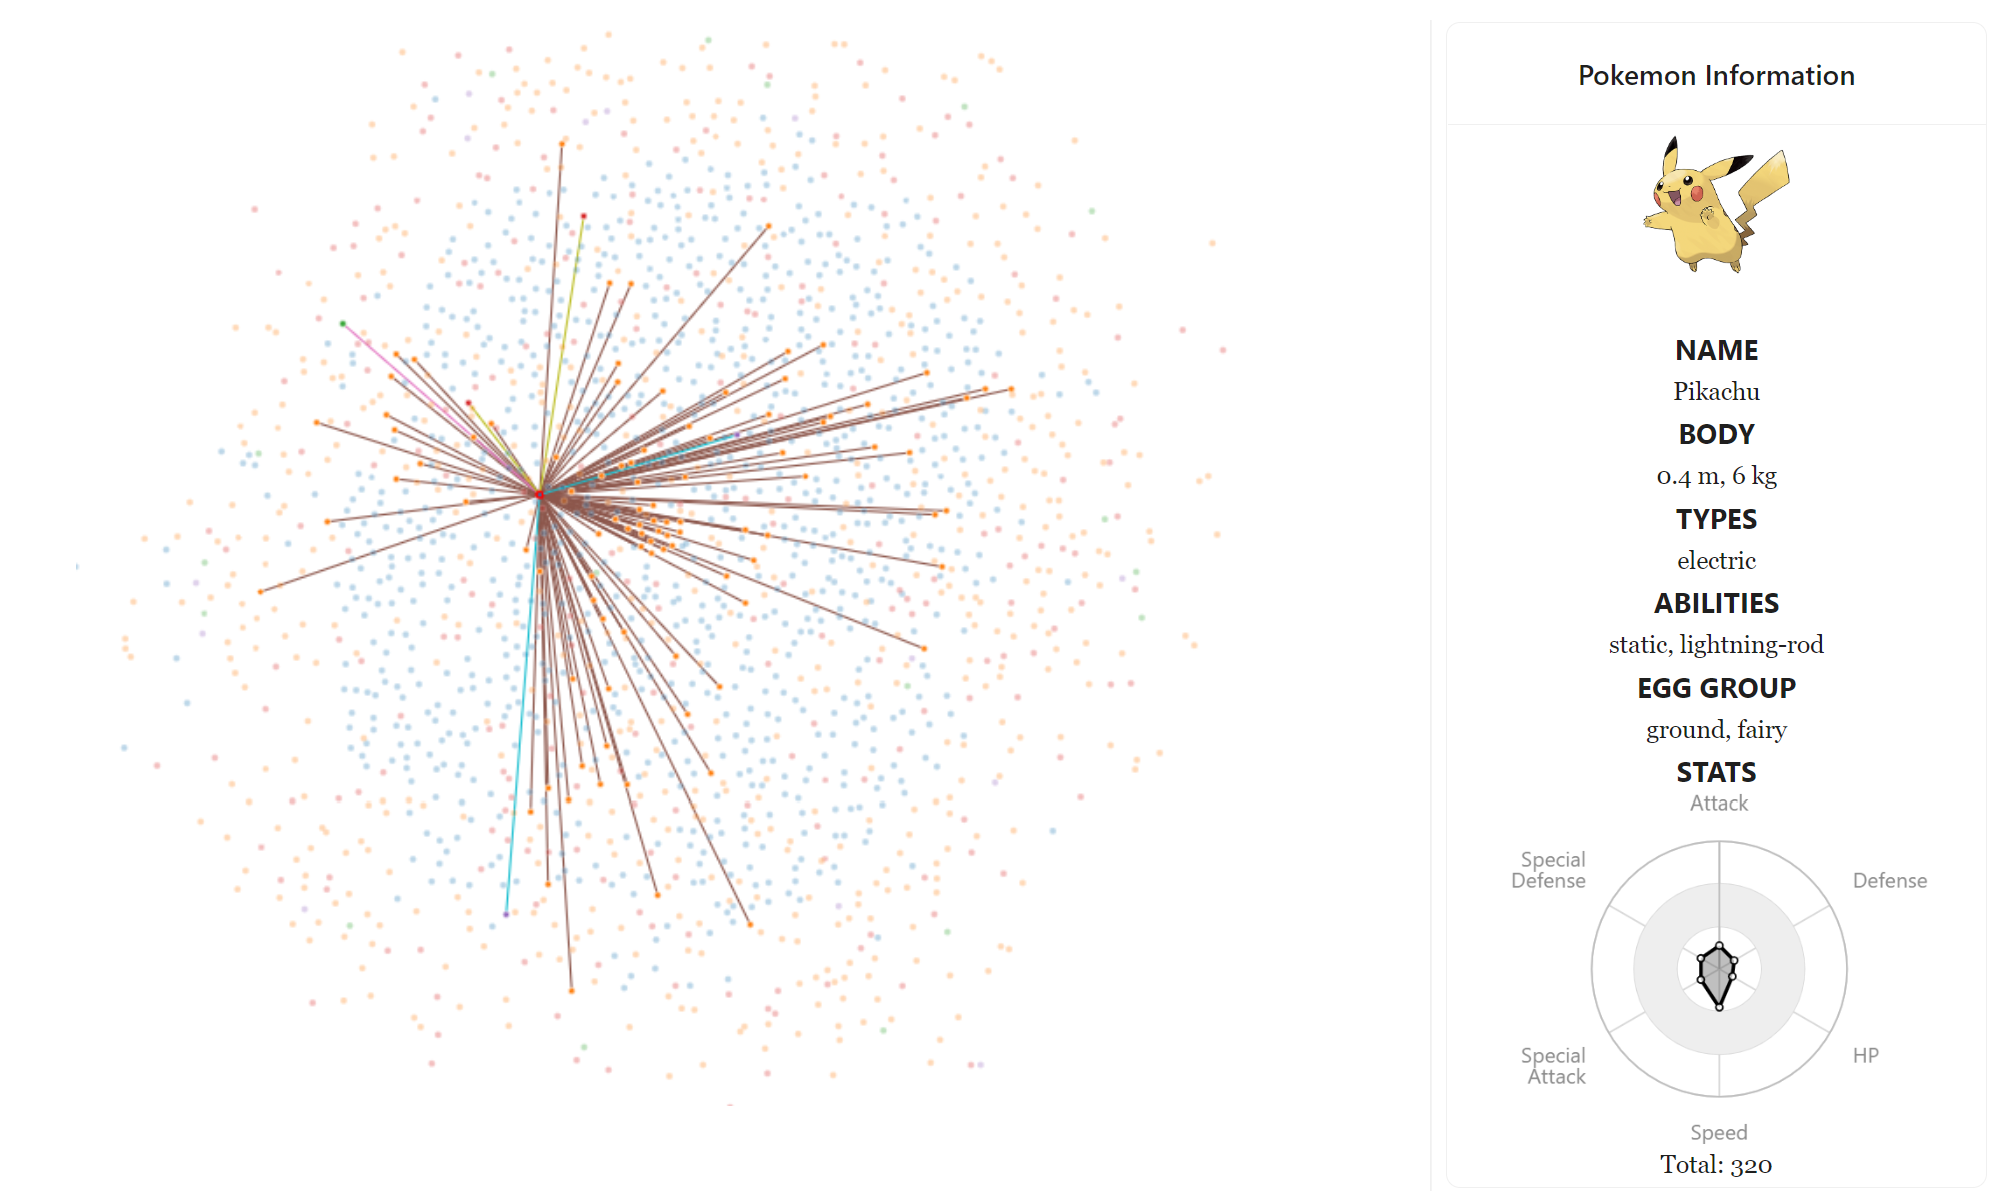 Pokemon Information
NAME
Pikachu
BODY
0.4 m, 6 kg
TYPES
electric
ABILITIES
static, lightning-rod
EGG GROUP
ground, fairy
STATS
Attack
Special
Defense
Defense
Special
Attack
HP
Speed
Total: 320